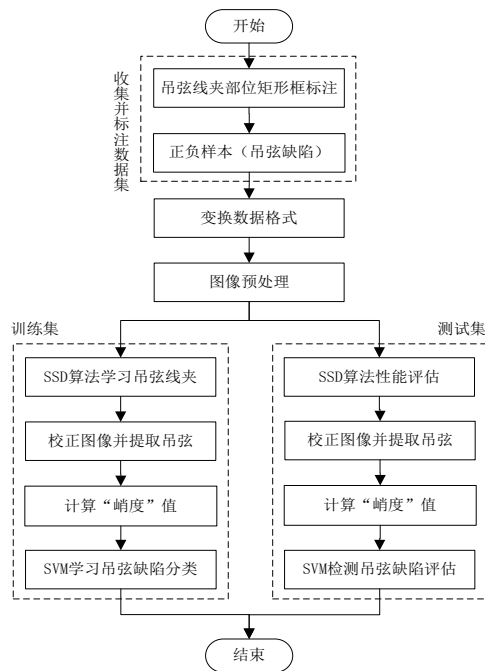 开始
收集并标注数据集
吊弦线夹部位矩形框标注
正负样本（吊弦缺陷）
变换数据格式
图像预处理
训练集
SSD算法学习吊弦线夹
校正图像并提取吊弦
计算“峭度”值
SVM学习吊弦缺陷分类
测试集
SSD算法性能评估
校正图像并提取吊弦
计算“峭度”值
SVM检测吊弦缺陷评估
结束